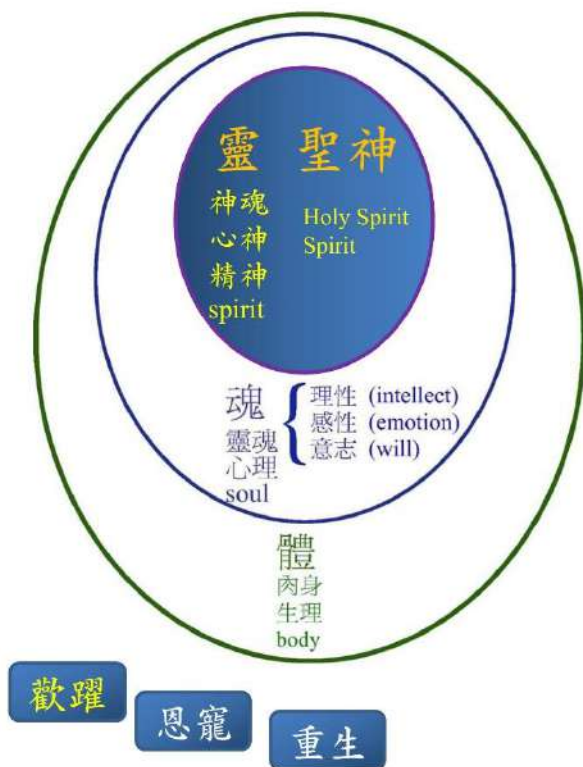 靈 聖神
神魂
心神
精神
spirit
Holy Spirit
Spirit
魂
靈魂
心理
soul
理性 (intellect)
感性 (emotion)
意志 (will)
體
肉身
生理
body
歡躍
恩寵
重生